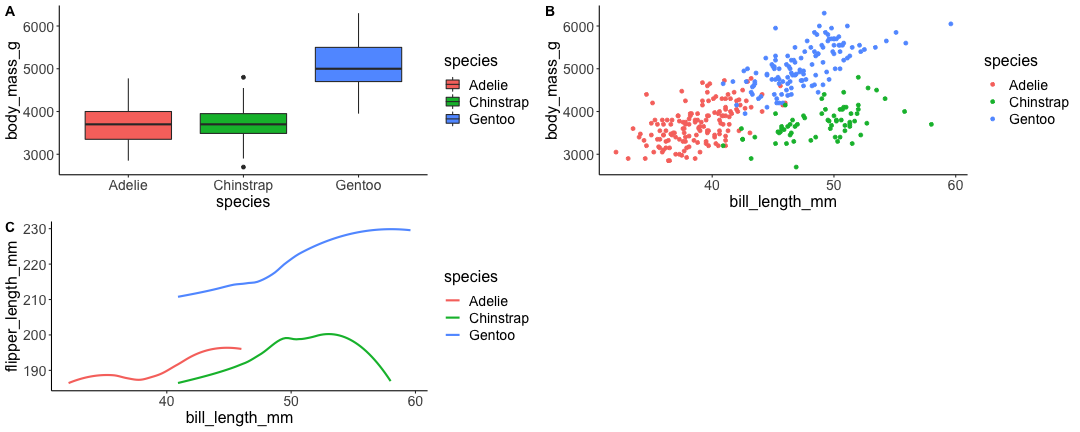 A
body_mass_g
6000
5000
4000
3000
Adelie
Chinstrap
Gentoo
species
species
Adelie
Chinstrap
Gentoo
B
body_mass_g
6000
5000
4000
3000
40
50
60
bill_length_mm
species
Adelie
Chinstrap
Gentoo
C
flipper_length_mm
230
220
210
200
190
40
50
60
bill_length_mm
species
Adelie
Chinstrap
Gentoo